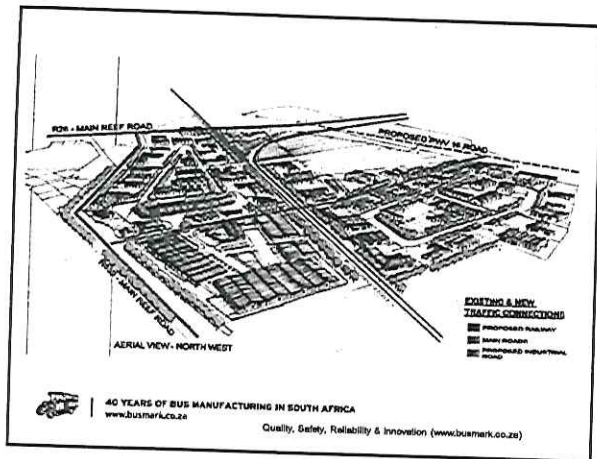 R28 - MAIN REEF ROAD
PROPOSED PWV 16 ROAD
MAIN REEF ROAD
AERIAL VIEW - NORTH WEST
EXISTING & NEW
TRAFFIC CONNECTIONS
PROPOSED RAILWAY
MAIN ROADS
PROPOSED INDUSTRIAL
ROAD
40 YEARS OF BUS MANUFACTURING IN SOUTH AFRICA
www.busmark.co.za
Quality, Safety, Reliability & Innovation (www.busmark.co.za)